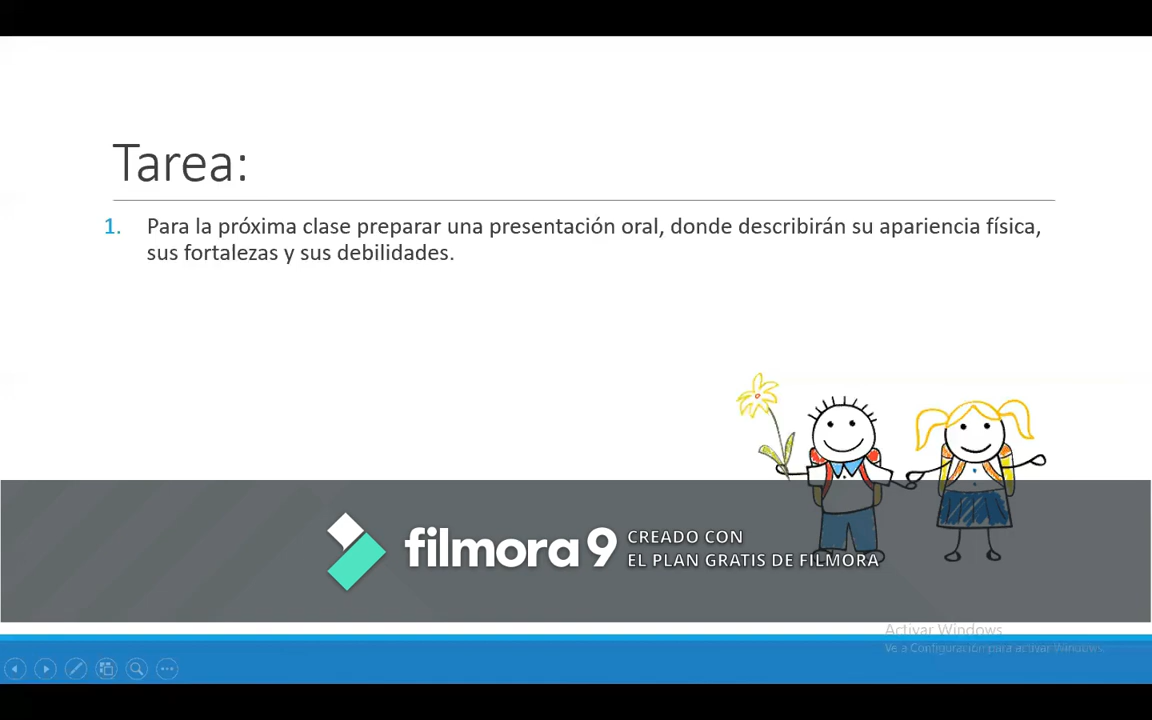 Tarea:
1. Para la próxima clase preparar una presentación oral, donde describirán su apariencia física,
sus fortalezas y sus debilidades.
filmora 9
CREADO CON
EL PLAN GRATIS DE FILMORA
Activar Windows
Ve a Configuración para activar Windows.